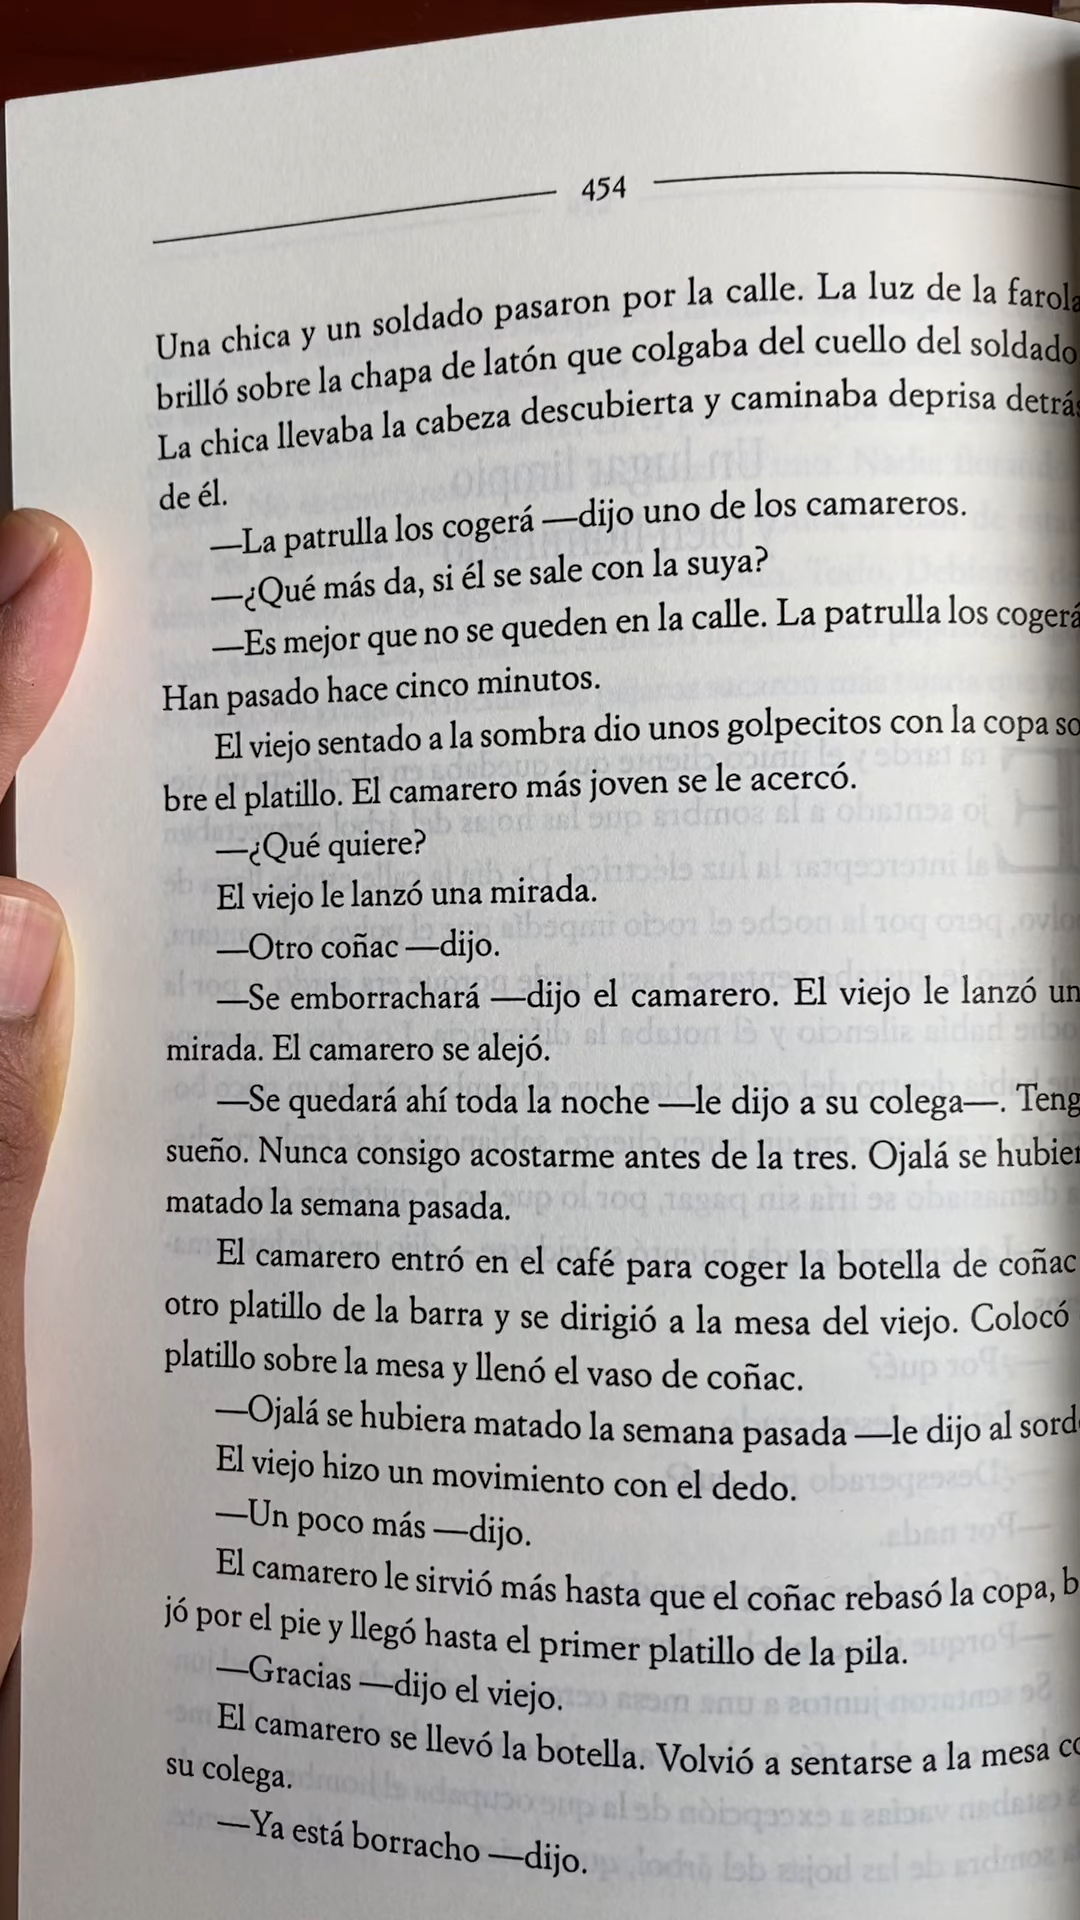 454
Una chica y un soldado pasaron por la calle. La luz de la farola
brilló sobre la chapa de latón que colgaba del cuello del soldado
La chica llevaba la cabeza descubierta y caminaba deprisa detrás
de él.
—La patrulla los cogerá —dijo uno de los camareros.
—¿Qué más da, si él se sale con la suya?
—Es mejor que no se queden en la calle. La patrulla los cogerá
Han pasado hace cinco minutos.
El viejo sentado a la sombra dio unos golpecitos con la copa so
bre el platillo. El camarero más joven se le acercó.
—¿Qué quiere?
El viejo le lanzó una mirada.
—Otro coñac —dijo.
—Se emborrachará —dijo el camarero. El viejo le lanzó un
mirada. El camarero se alejó.
—Se quedará ahí toda la noche —le dijo a su colega—. Teng
sueño. Nunca consigo acostarme antes de la tres. Ojalá se hubier
matado la semana pasada.
El camarero entró en el café para coger la botella de coñac
otro platillo de la barra y se dirigió a la mesa del viejo. Colocó
platillo sobre la mesa y llenó el vaso de coñac.
—Ojalá se hubiera matado la semana pasada —le dijo al sord
El viejo hizo un movimiento con el dedo.
—Un poco más —dijo.
El camarero le sirvió más hasta que el coñac rebasó la copa, b
jó por el pie y llegó hasta el primer platillo de la pila.
—Gracias —dijo el viejo.
El camarero se llevó la botella. Volvió a sentarse a la mesa co
su colega.
—Ya está borracho —dijo.